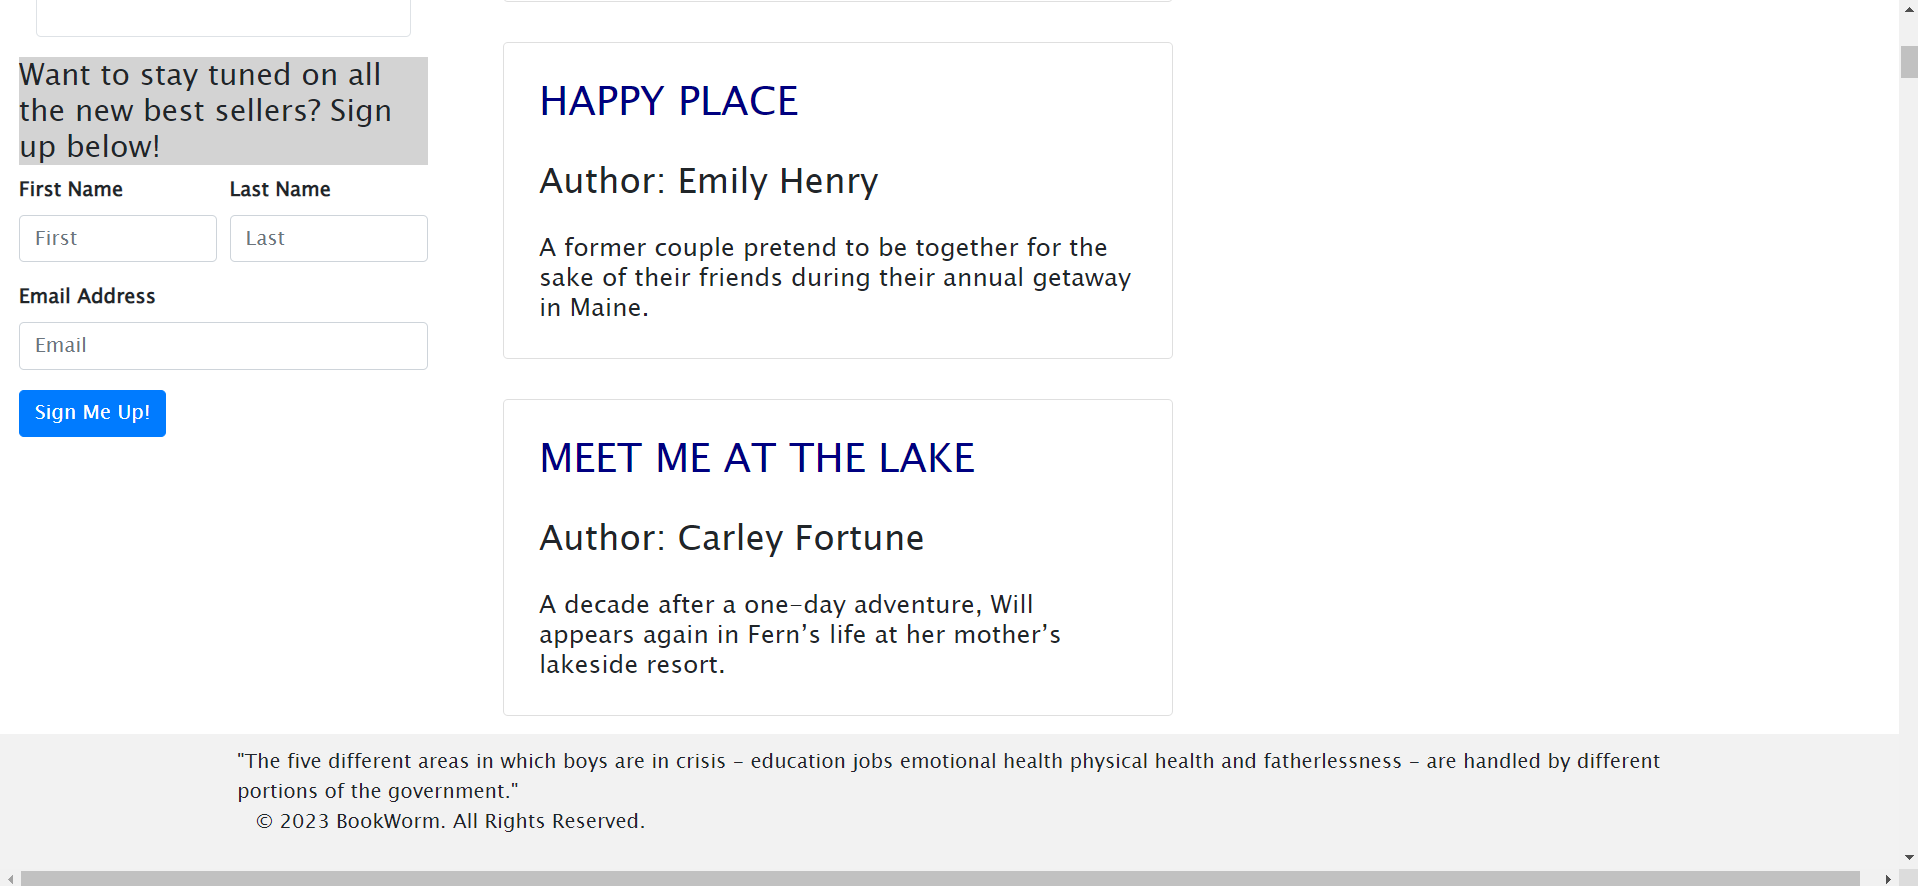 Want to stay tuned on all
the new best sellers? Sign
up below!
First Name
Last Name
First
Last
Email Address
Email
Sign Me Up!
HAPPY PLACE
Author: Emily Henry
A former couple pretend to be together for the
sake of their friends during their annual getaway
in Maine.
MEET ME AT THE LAKE
Author: Carley Fortune
A decade after a one-day adventure, Will
appears again in Fern’s life at her mother’s
lakeside resort.
"The five different areas in which boys are in crisis - education jobs emotional health physical health and fatherlessness - are handled by different
portions of the government."
© 2023 BookWorm. All Rights Reserved.